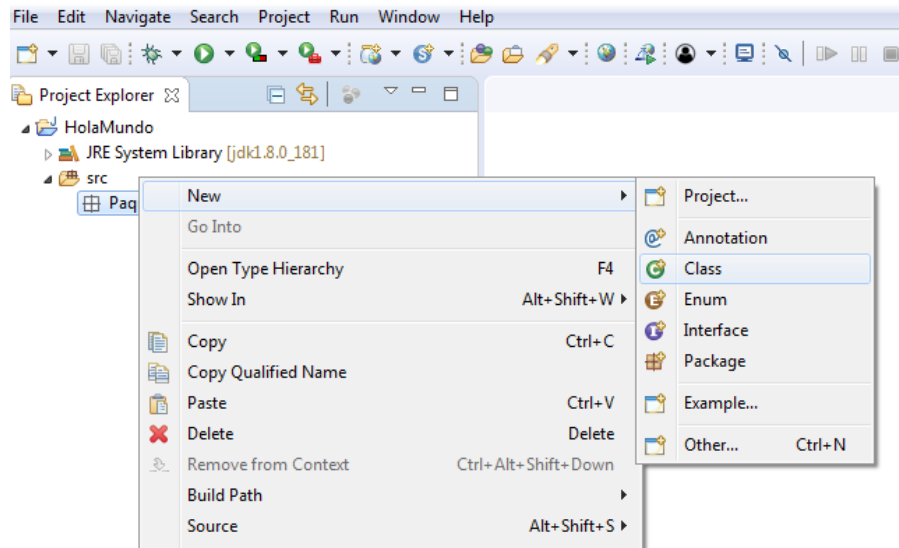 File Edit Navigate Search Project Run Window Help
Project Explorer
HolaMundo
JRE System Library [jdk1.8.0_181]
src
Paq
New
Go Into
Open Type Hierarchy F4
Show In Alt+Shift+W
Copy Ctrl+C
Copy Qualified Name
Paste Ctrl+V
Delete Delete
Remove from Context Ctrl+Alt+Shift+Down
Build Path
Source Alt+Shift+S
Project...
Annotation
Class
Enum
Interface
Package
Example...
Other... Ctrl+N